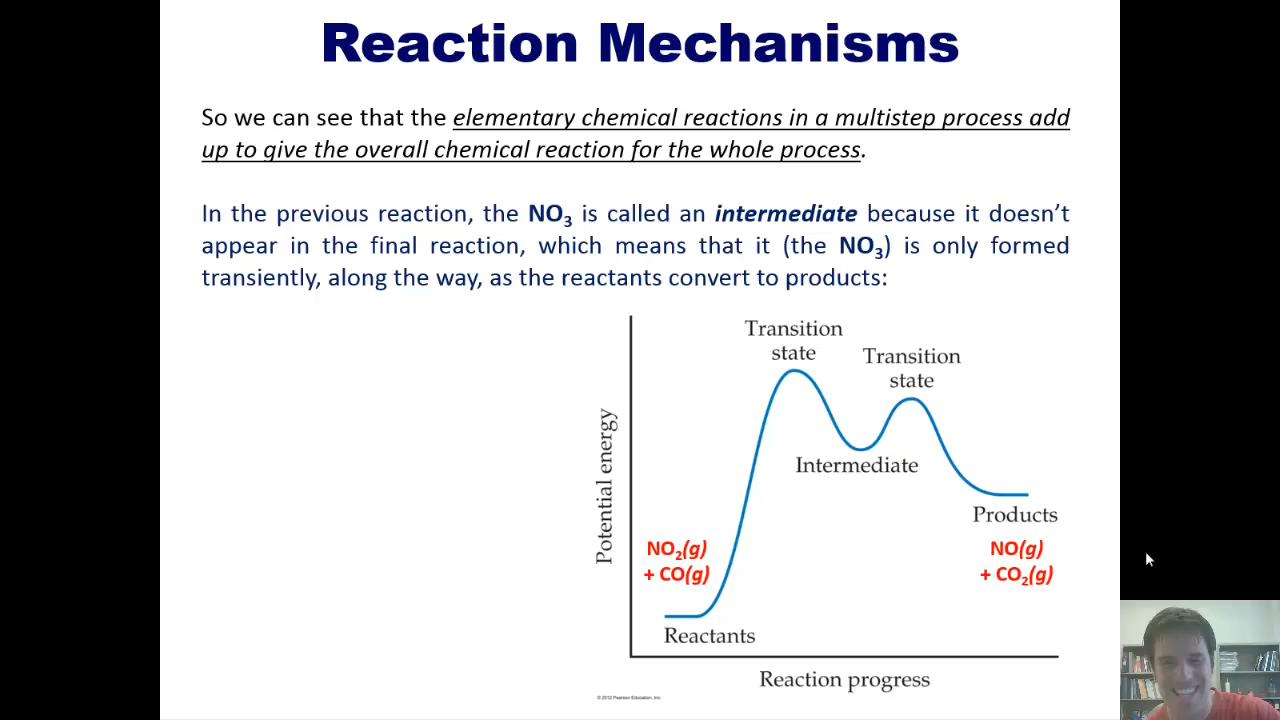 Reaction Mechanisms
So we can see that the elementary chemical reactions in a multistep process add
up to give the overall chemical reaction for the whole process.
In the previous reaction, the NO₃ is called an intermediate because it doesn’t
appear in the final reaction, which means that it (the NO₃) is only formed
transiently, along the way, as the reactants convert to products:
Transition
state
Transition
state
Potential energy
Intermediate
Products
NO₂(g)
+ CO(g)
NO(g)
+ CO₂(g)
Reactants
Reaction progress
© 2012 Pearson Education, Inc.